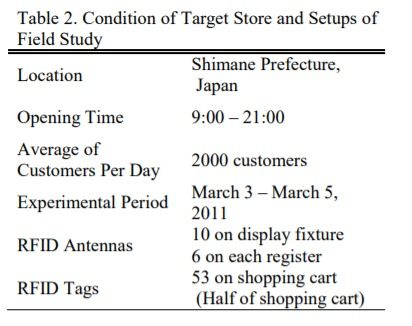 Table 2. Condition of Target Store and Setups of
Field Study
Location
Shimane Prefecture,
Japan
Opening Time
9:00 – 21:00
Average of
Customers Per Day
2000 customers
Experimental Period
March 3 – March 5,
2011
RFID Antennas
10 on display fixture
6 on each register
RFID Tags
53 on shopping cart
(Half of shopping cart)